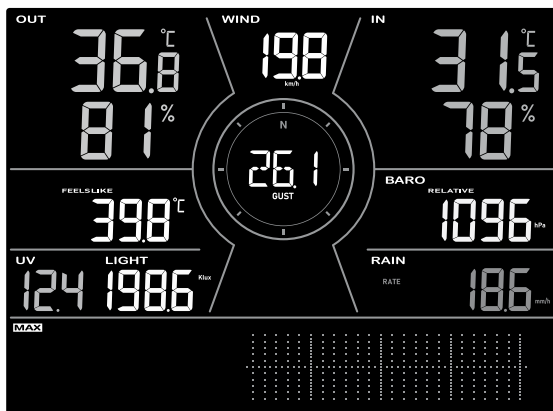 OUT
36.8 °C
81 %
WIND
19.8
km/h
IN
31.5 °C
78 %
N
26.1
GUST
FEELSLIKE
39.8 °C
BARO
RELATIVE
1096 hPa
UV
12.4
LIGHT
198.6 Klux
RAIN
RATE
18.6 mm/h
MAX